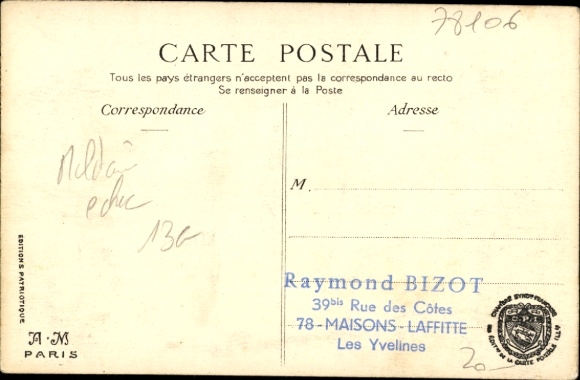 78106
CARTE POSTALE
Tous les pays étrangers n'acceptent pas la correspondance au recto
Se renseigner à la Poste
Correspondance
Adresse
M.
EDITIONS PATRIOTIQUE
A·M
PARIS
Raymond BIZOT
39bis Rue des Côtes
78-MAISONS-LAFFITTE
Les Yvelines
20